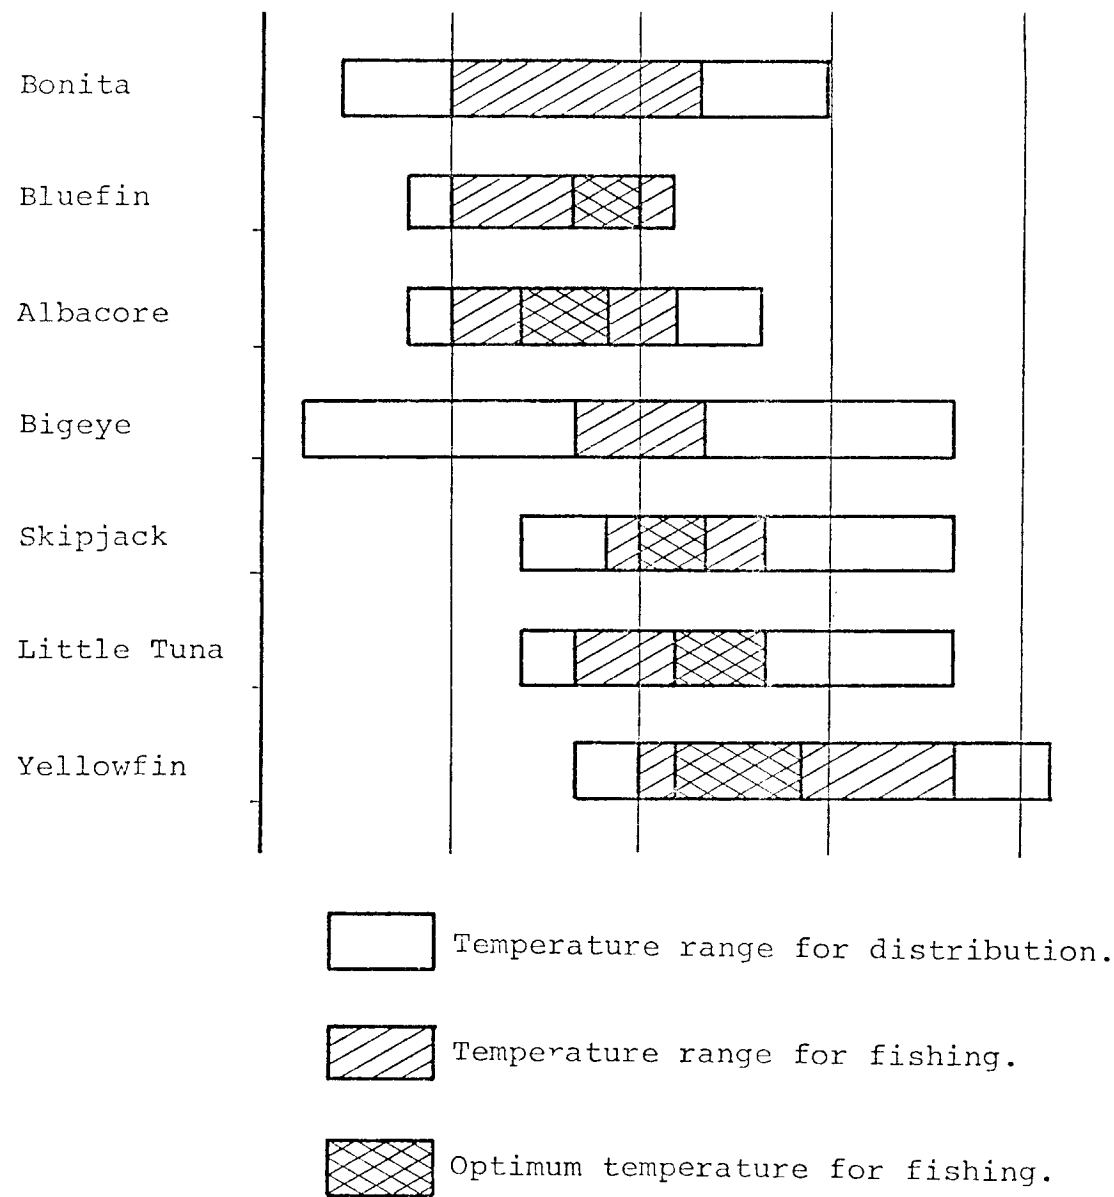 Bonita
Bluefin
Albacore
Bigeye
Skipjack
Little Tuna
Yellowfin
Temperature range for distribution.
Temperature range for fishing.
Optimum temperature for fishing.